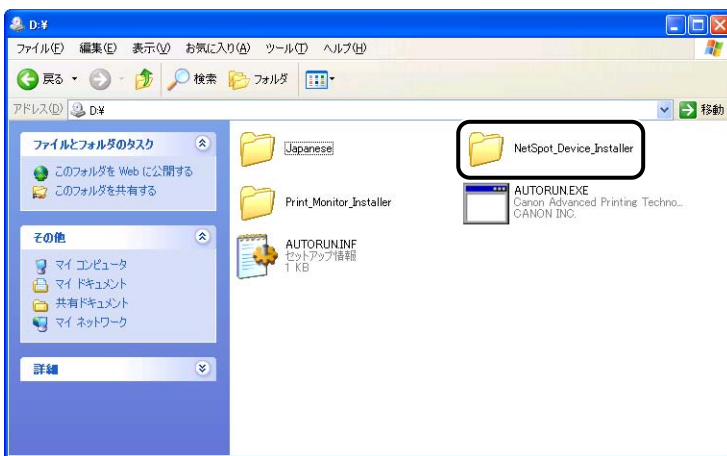 D:¥
ファイル(F) 編集(E) 表示(V) お気に入り(A) ツール(T) ヘルプ(H)
戻る 検索 フォルダ
アドレス(D) D:¥ 移動
ファイルとフォルダのタスク
このフォルダを Web に公開する
このフォルダを共有する
その他
マイ コンピュータ
マイ ドキュメント
共有ドキュメント
マイ ネットワーク
詳細
Japanese
NetSpot_Device_Installer
Print_Monitor_Installer
AUTORUN.EXE
Canon Advanced Printing Techno...
CANON INC.
AUTORUN.INF
セットアップ情報
1 KB